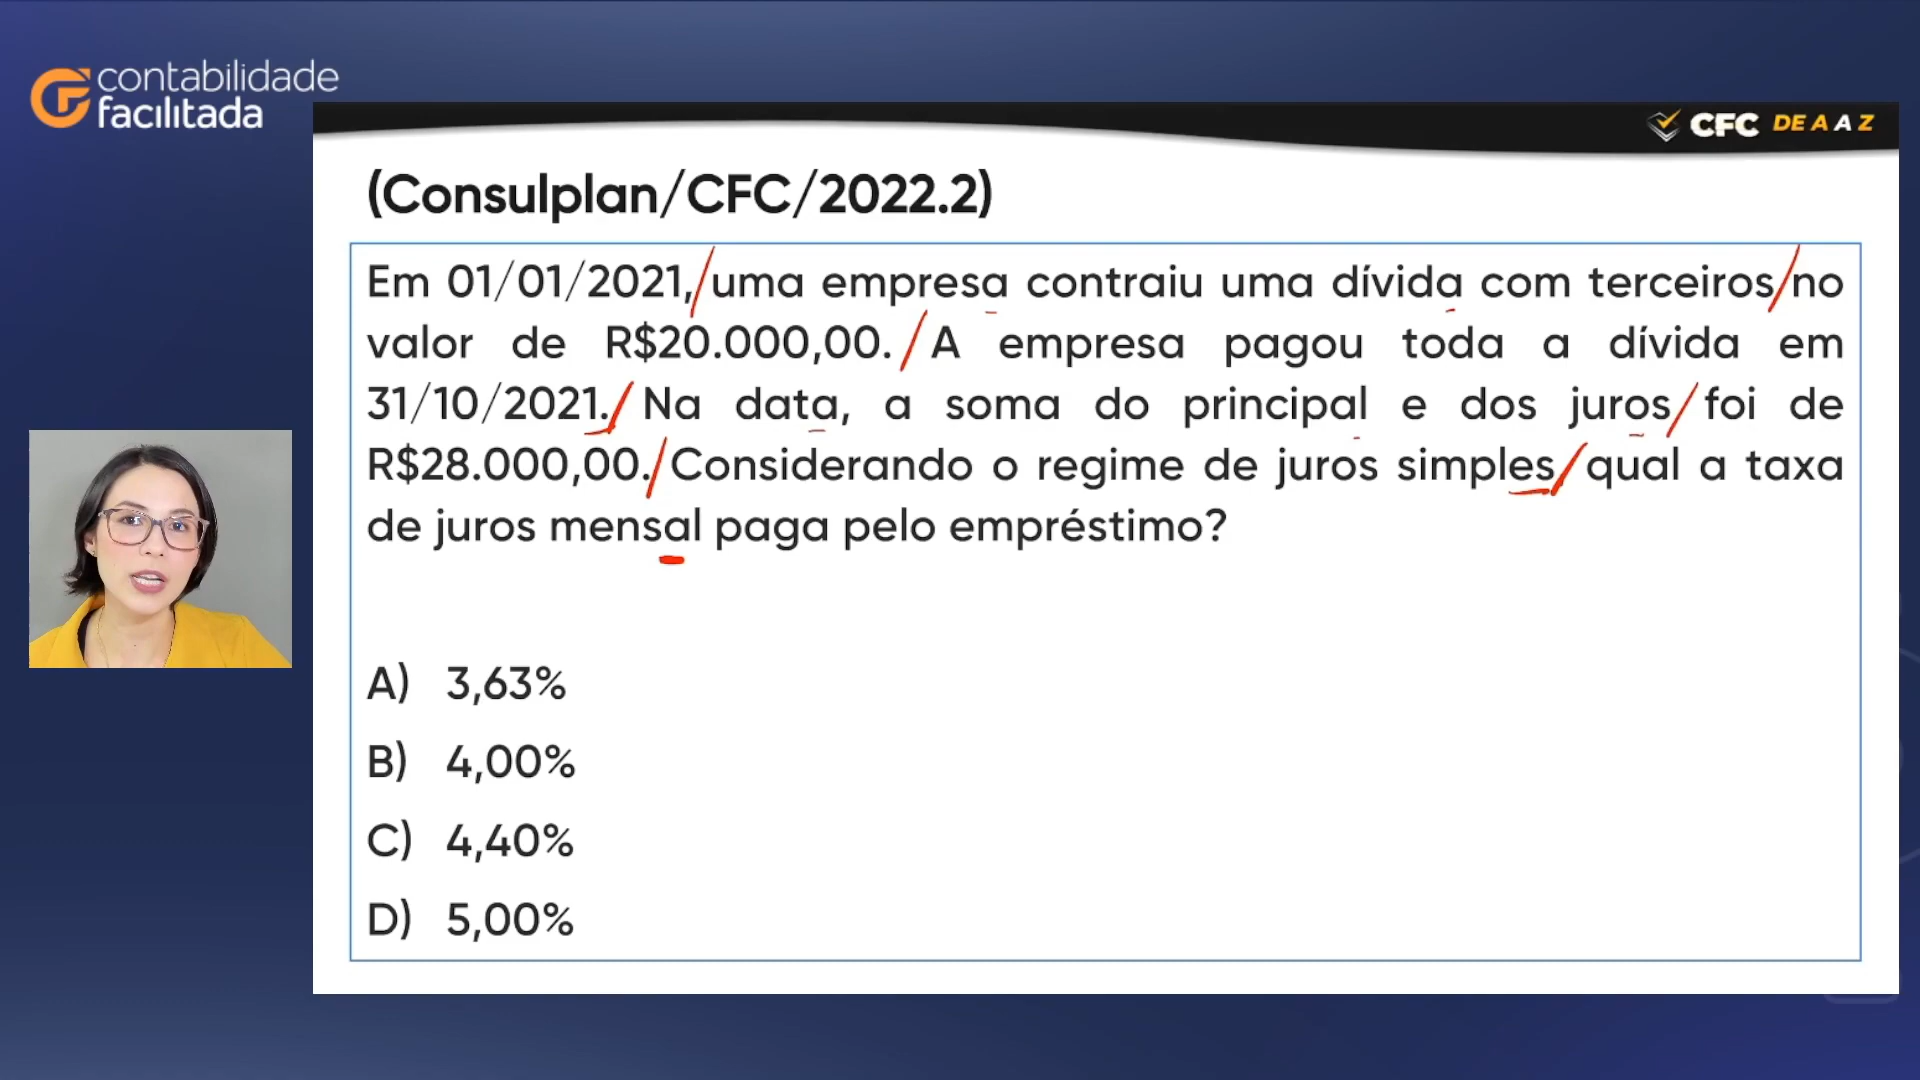 contabilidade
facilitada
CFC DE A A Z
(Consulplan/CFC/2022.2)
Em 01/01/2021, uma empresa contraiu uma dívida com terceiros no
valor de R$20.000,00. A empresa pagou toda a dívida em
31/10/2021. Na data, a soma do principal e dos juros foi de
R$28.000,00. Considerando o regime de juros simples, qual a taxa
de juros mensal paga pelo empréstimo?
A) 3,63%
B) 4,00%
C) 4,40%
D) 5,00%